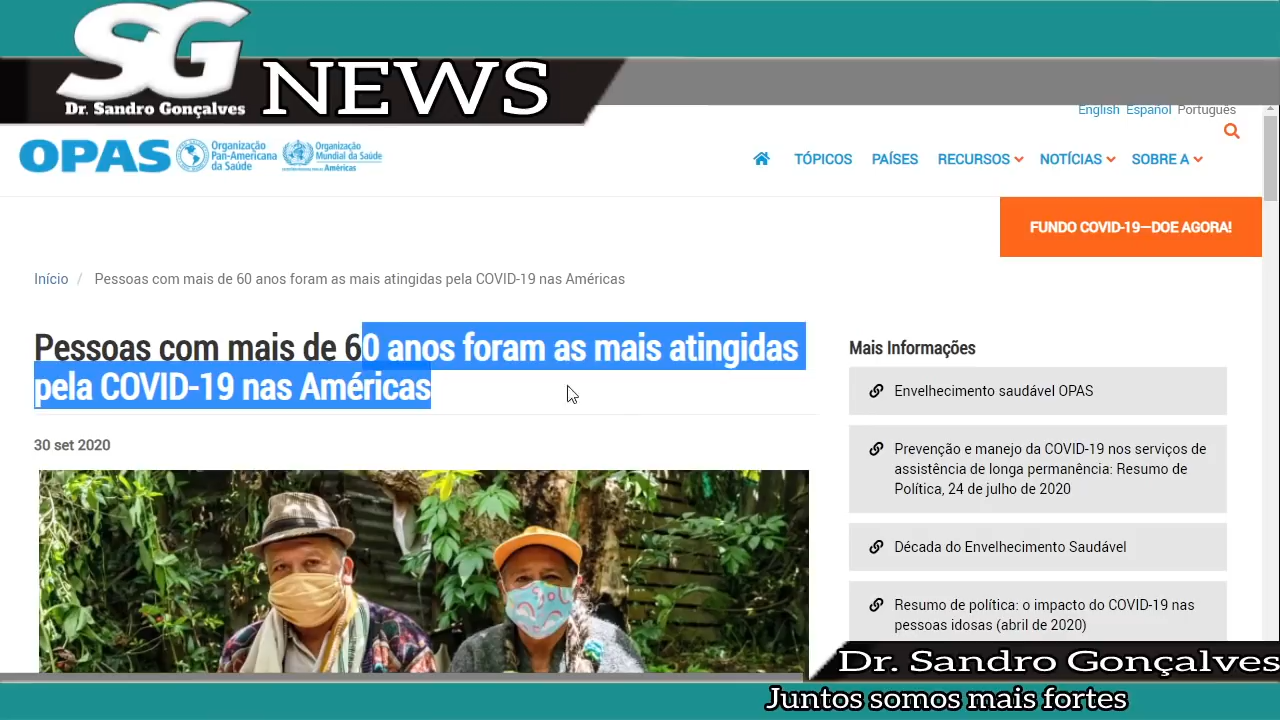 SG
Dr. Sandro Gonçalves
NEWS
English Español Português
OPAS
Organização
Pan-Americana
da Saúde
Organização
Mundial da Saúde
Américas
TÓPICOS PAÍSES RECURSOS NOTÍCIAS SOBRE A
FUNDO COVID-19—DOE AGORA!
Início / Pessoas com mais de 60 anos foram as mais atingidas pela COVID-19 nas Américas
Pessoas com mais de 60 anos foram as mais atingidas
pela COVID-19 nas Américas
30 set 2020
Mais Informações
Envelhecimento saudável OPAS
Prevenção e manejo da COVID-19 nos serviços de
assistência de longa permanência: Resumo de
Política, 24 de julho de 2020
Década do Envelhecimento Saudável
Resumo de política: o impacto do COVID-19 nas
pessoas idosas (abril de 2020)
Dr. Sandro Gonçalves
Juntos somos mais fortes